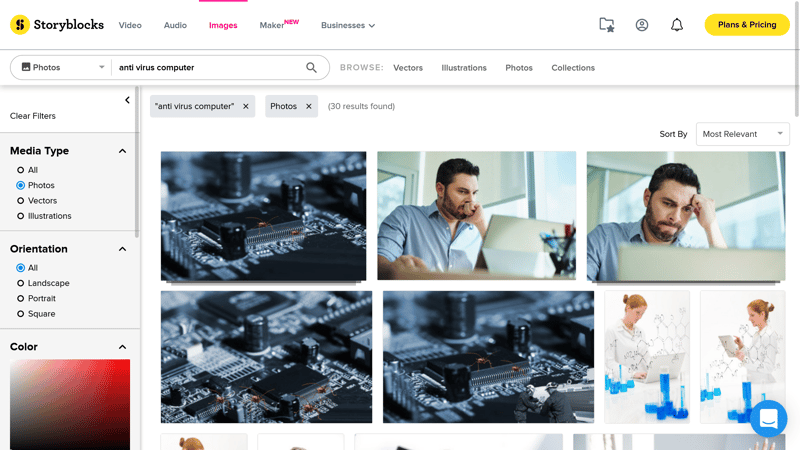 Storyblocks
Video
Audio
Images
Maker NEW
Businesses
Plans & Pricing
Photos
anti virus computer
BROWSE:
Vectors
Illustrations
Photos
Collections
Clear Filters
"anti virus computer" ×
Photos ×
(30 results found)
Sort By
Most Relevant
Media Type
All
Photos
Vectors
Illustrations
Orientation
All
Landscape
Portrait
Square
Color